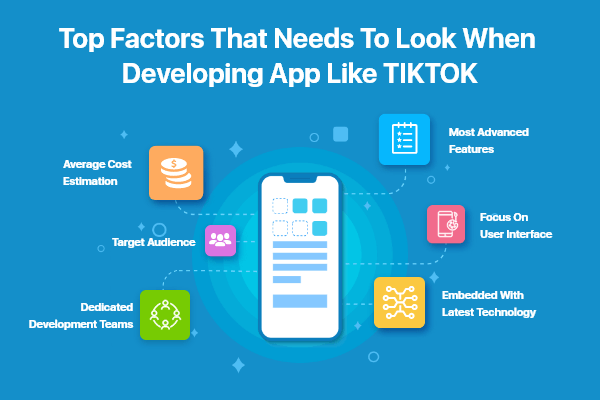 Top Factors That Needs To Look When
Developing App Like TIKTOK
Average Cost
Estimation
$
Target Audience
Dedicated
Development Teams
Most Advanced
Features
Focus On
User Interface
Embedded With
Latest Technology